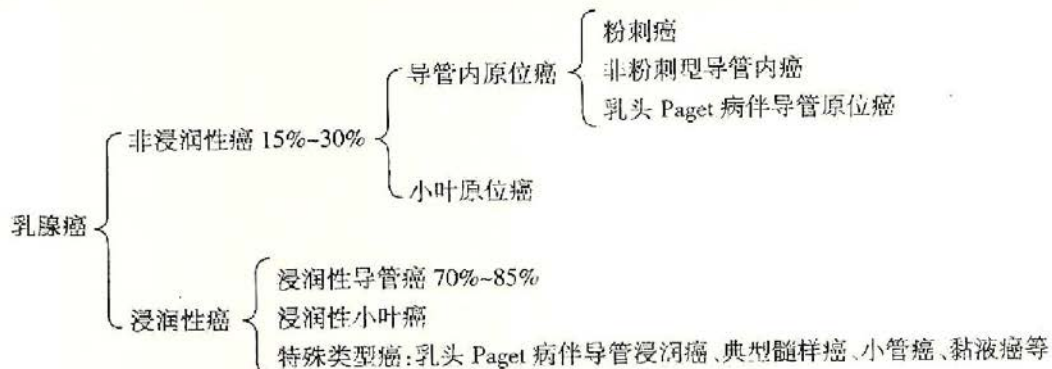 粉刺癌
导管内原位癌
非粉刺型导管内癌
乳头 Paget 病伴导管原位癌
非浸润性癌 15%~30%
小叶原位癌
乳腺癌
浸润性导管癌 70%~85%
浸润性癌
浸润性小叶癌
特殊类型癌:乳头 Paget 病伴导管浸润癌、典型髓样癌、小管癌、黏液癌等